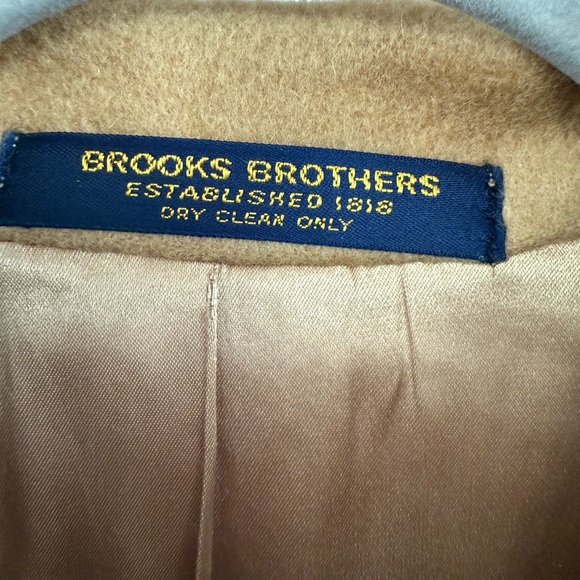 BROOKS BROTHERS
ESTABLISHED 1818
DRY CLEAN ONLY